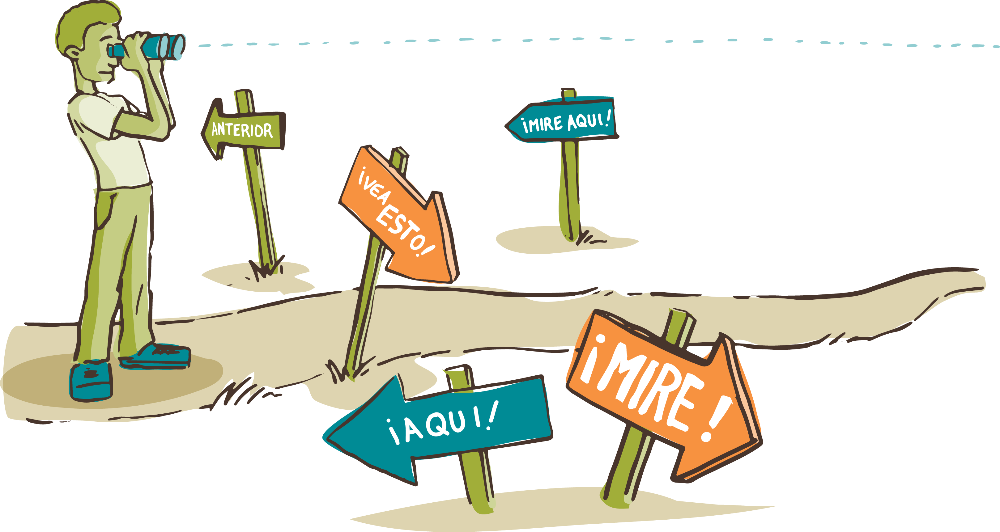 ANTERIOR
¡MIRE AQUI!
¡VEA
ESTO!
¡MIRE!
¡AQUI!